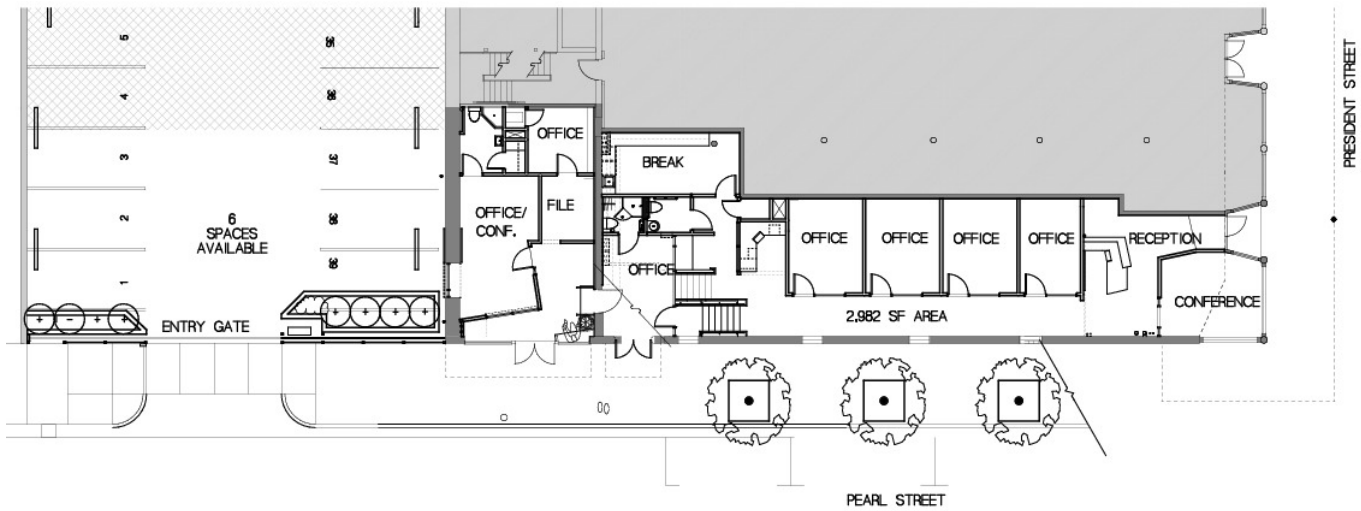 5
35
4
36
3
37
2
38
1
39
6
SPACES
AVAILABLE
ENTRY GATE
OFFICE
OFFICE/
CONF.
FILE
BREAK
OFFICE
OFFICE
OFFICE
OFFICE
OFFICE
RECEPTION
CONFERENCE
2,982 SF AREA
PRESIDENT STREET
PEARL STREET